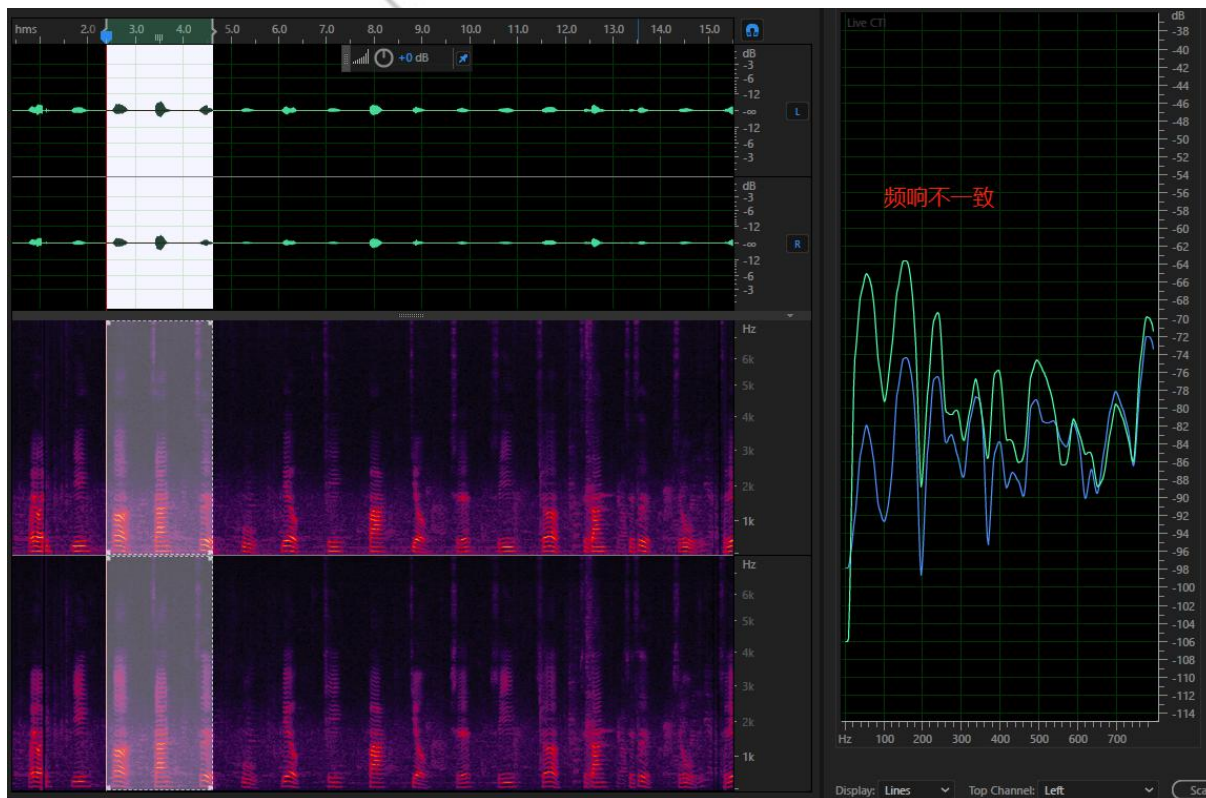 hms 2.0 3.0 4.0 5.0 6.0 7.0 8.0 9.0 10.0 11.0 12.0 13.0 14.0 15.0
+0 dB
dB
-3
-6
-12
-∞
-12
-6
-3
L
dB
-3
-6
-12
-∞
-12
-6
-3
R
Hz
6k
5k
4k
3k
2k
1k
Hz
6k
5k
4k
3k
2k
1k
Live CTI
频响不一致
dB
-38
-40
-42
-44
-46
-48
-50
-52
-54
-56
-58
-60
-62
-64
-66
-68
-70
-72
-74
-76
-78
-80
-82
-84
-86
-88
-90
-92
-94
-96
-98
-100
-102
-104
-106
-108
-110
-112
-114
Hz 100 200 300 400 500 600 700
Display: Lines Top Channel: Left